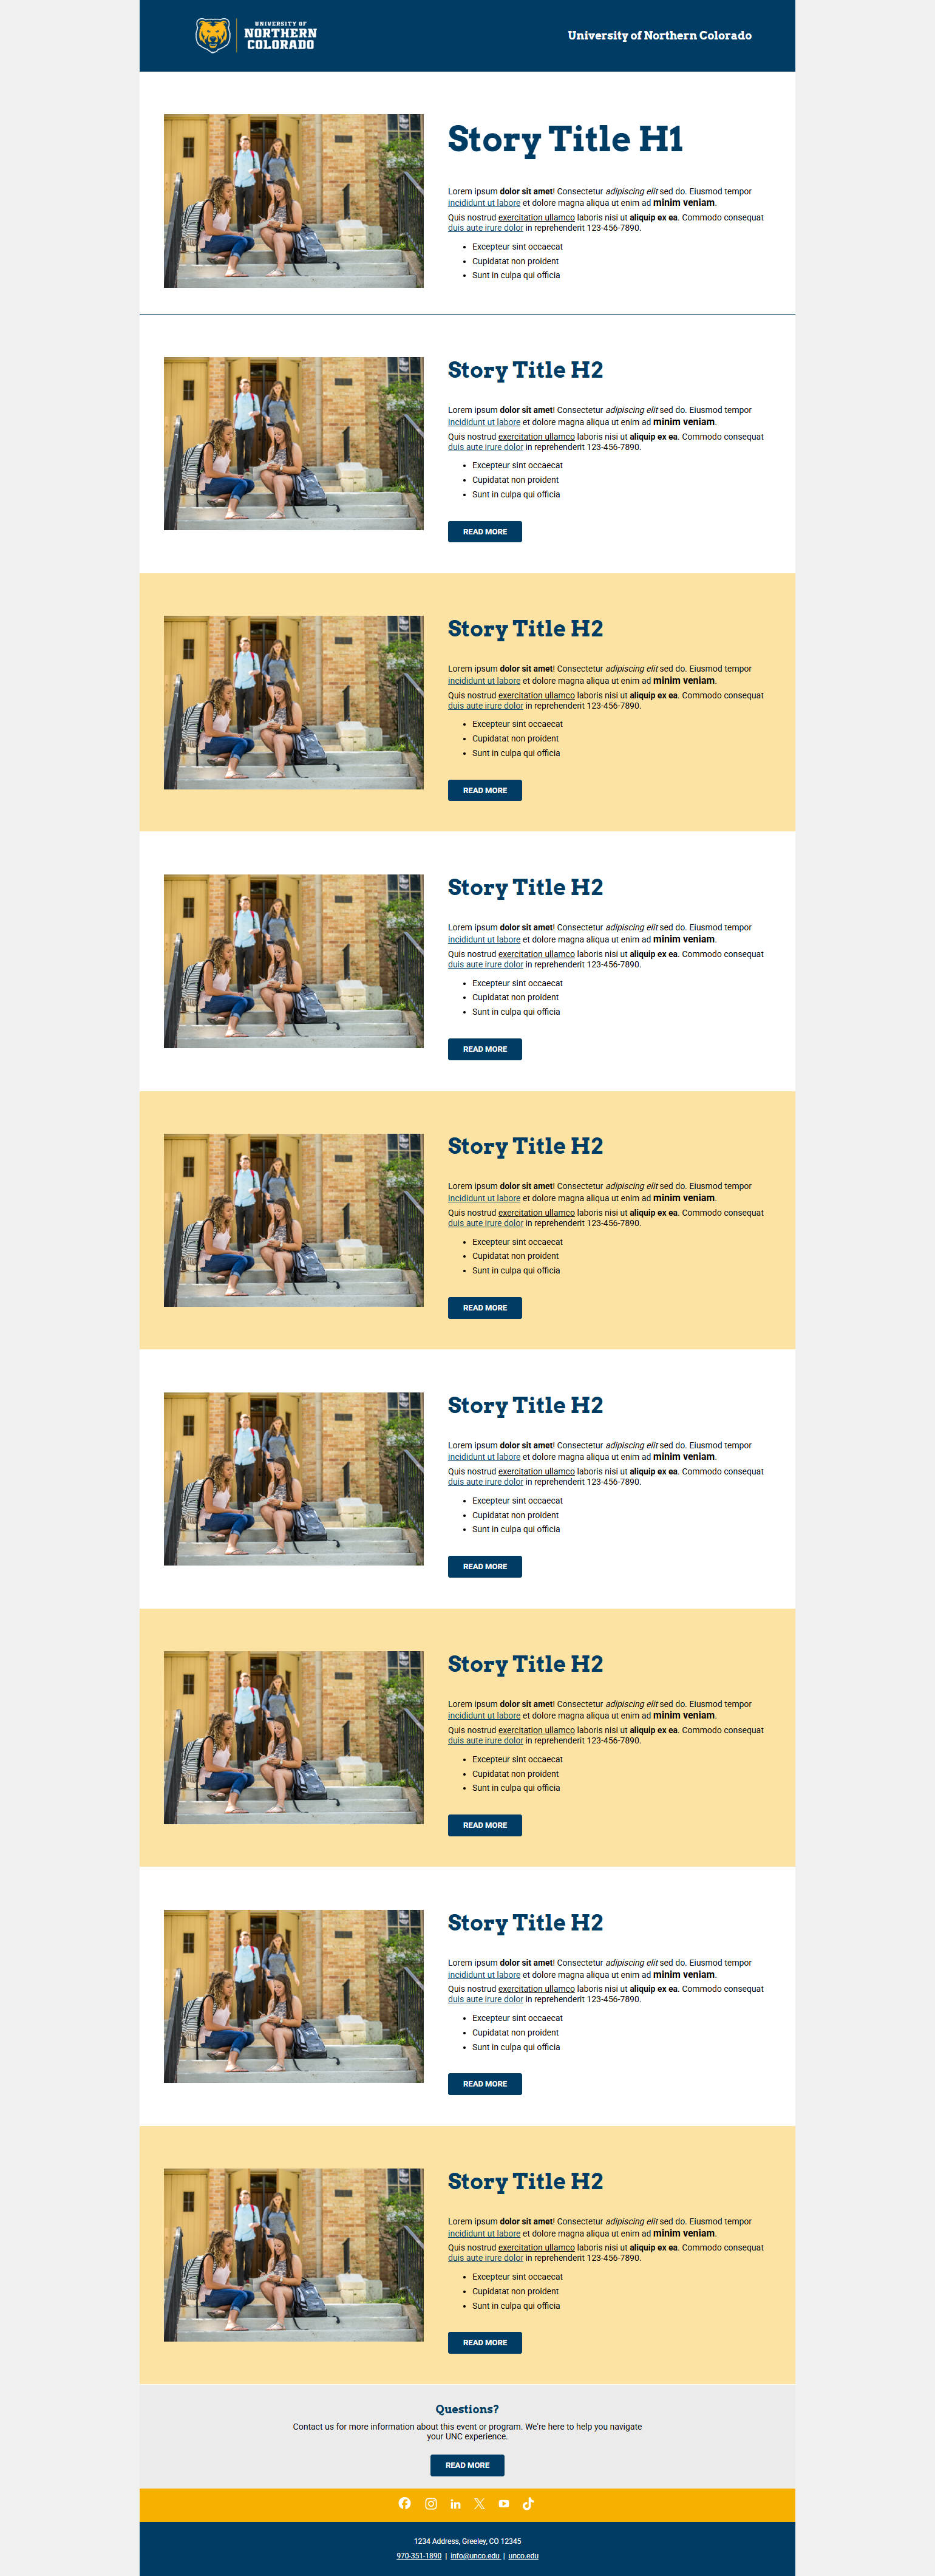 UNIVERSITY OF
NORTHERN
COLORADO
University of Northern Colorado
Story Title H1
Lorem ipsum dolor sit amet! Consectetur adipiscing elit sed do. Eiusmod tempor
incididunt ut labore et dolore magna aliqua ut enim ad minim veniam.
Quis nostrud exercitation ullamco laboris nisi ut aliquip ex ea. Commodo consequat
duis aute irure dolor in reprehenderit 123-456-7890.
• Excepteur sint occaecat
• Cupidatat non proident
• Sunt in culpa qui officia
Story Title H2
Lorem ipsum dolor sit amet! Consectetur adipiscing elit sed do. Eiusmod tempor
incididunt ut labore et dolore magna aliqua ut enim ad minim veniam.
Quis nostrud exercitation ullamco laboris nisi ut aliquip ex ea. Commodo consequat
duis aute irure dolor in reprehenderit 123-456-7890.
• Excepteur sint occaecat
• Cupidatat non proident
• Sunt in culpa qui officia
READ MORE
Story Title H2
Lorem ipsum dolor sit amet! Consectetur adipiscing elit sed do. Eiusmod tempor
incididunt ut labore et dolore magna aliqua ut enim ad minim veniam.
Quis nostrud exercitation ullamco laboris nisi ut aliquip ex ea. Commodo consequat
duis aute irure dolor in reprehenderit 123-456-7890.
• Excepteur sint occaecat
• Cupidatat non proident
• Sunt in culpa qui officia
READ MORE
Story Title H2
Lorem ipsum dolor sit amet! Consectetur adipiscing elit sed do. Eiusmod tempor
incididunt ut labore et dolore magna aliqua ut enim ad minim veniam.
Quis nostrud exercitation ullamco laboris nisi ut aliquip ex ea. Commodo consequat
duis aute irure dolor in reprehenderit 123-456-7890.
• Excepteur sint occaecat
• Cupidatat non proident
• Sunt in culpa qui officia
READ MORE
Story Title H2
Lorem ipsum dolor sit amet! Consectetur adipiscing elit sed do. Eiusmod tempor
incididunt ut labore et dolore magna aliqua ut enim ad minim veniam.
Quis nostrud exercitation ullamco laboris nisi ut aliquip ex ea. Commodo consequat
duis aute irure dolor in reprehenderit 123-456-7890.
• Excepteur sint occaecat
• Cupidatat non proident
• Sunt in culpa qui officia
READ MORE
Story Title H2
Lorem ipsum dolor sit amet! Consectetur adipiscing elit sed do. Eiusmod tempor
incididunt ut labore et dolore magna aliqua ut enim ad minim veniam.
Quis nostrud exercitation ullamco laboris nisi ut aliquip ex ea. Commodo consequat
duis aute irure dolor in reprehenderit 123-456-7890.
• Excepteur sint occaecat
• Cupidatat non proident
• Sunt in culpa qui officia
READ MORE
Story Title H2
Lorem ipsum dolor sit amet! Consectetur adipiscing elit sed do. Eiusmod tempor
incididunt ut labore et dolore magna aliqua ut enim ad minim veniam.
Quis nostrud exercitation ullamco laboris nisi ut aliquip ex ea. Commodo consequat
duis aute irure dolor in reprehenderit 123-456-7890.
• Excepteur sint occaecat
• Cupidatat non proident
• Sunt in culpa qui officia
READ MORE
Story Title H2
Lorem ipsum dolor sit amet! Consectetur adipiscing elit sed do. Eiusmod tempor
incididunt ut labore et dolore magna aliqua ut enim ad minim veniam.
Quis nostrud exercitation ullamco laboris nisi ut aliquip ex ea. Commodo consequat
duis aute irure dolor in reprehenderit 123-456-7890.
• Excepteur sint occaecat
• Cupidatat non proident
• Sunt in culpa qui officia
READ MORE
Story Title H2
Lorem ipsum dolor sit amet! Consectetur adipiscing elit sed do. Eiusmod tempor
incididunt ut labore et dolore magna aliqua ut enim ad minim veniam.
Quis nostrud exercitation ullamco laboris nisi ut aliquip ex ea. Commodo consequat
duis aute irure dolor in reprehenderit 123-456-7890.
• Excepteur sint occaecat
• Cupidatat non proident
• Sunt in culpa qui officia
READ MORE
Questions?
Contact us for more information about this event or program. We're here to help you navigate
your UNC experience.
READ MORE
1234 Address, Greeley, CO 12345
970-351-1890 | info@unco.edu | unco.edu